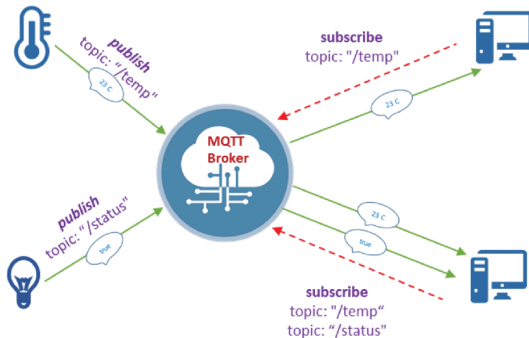 publish
topic: “/temp"
23 C
subscribe
topic: "/temp"
23 C
MQTT
Broker
publish
topic: “/status"
true
23 C
true
subscribe
topic: "/temp“
topic: “/status"